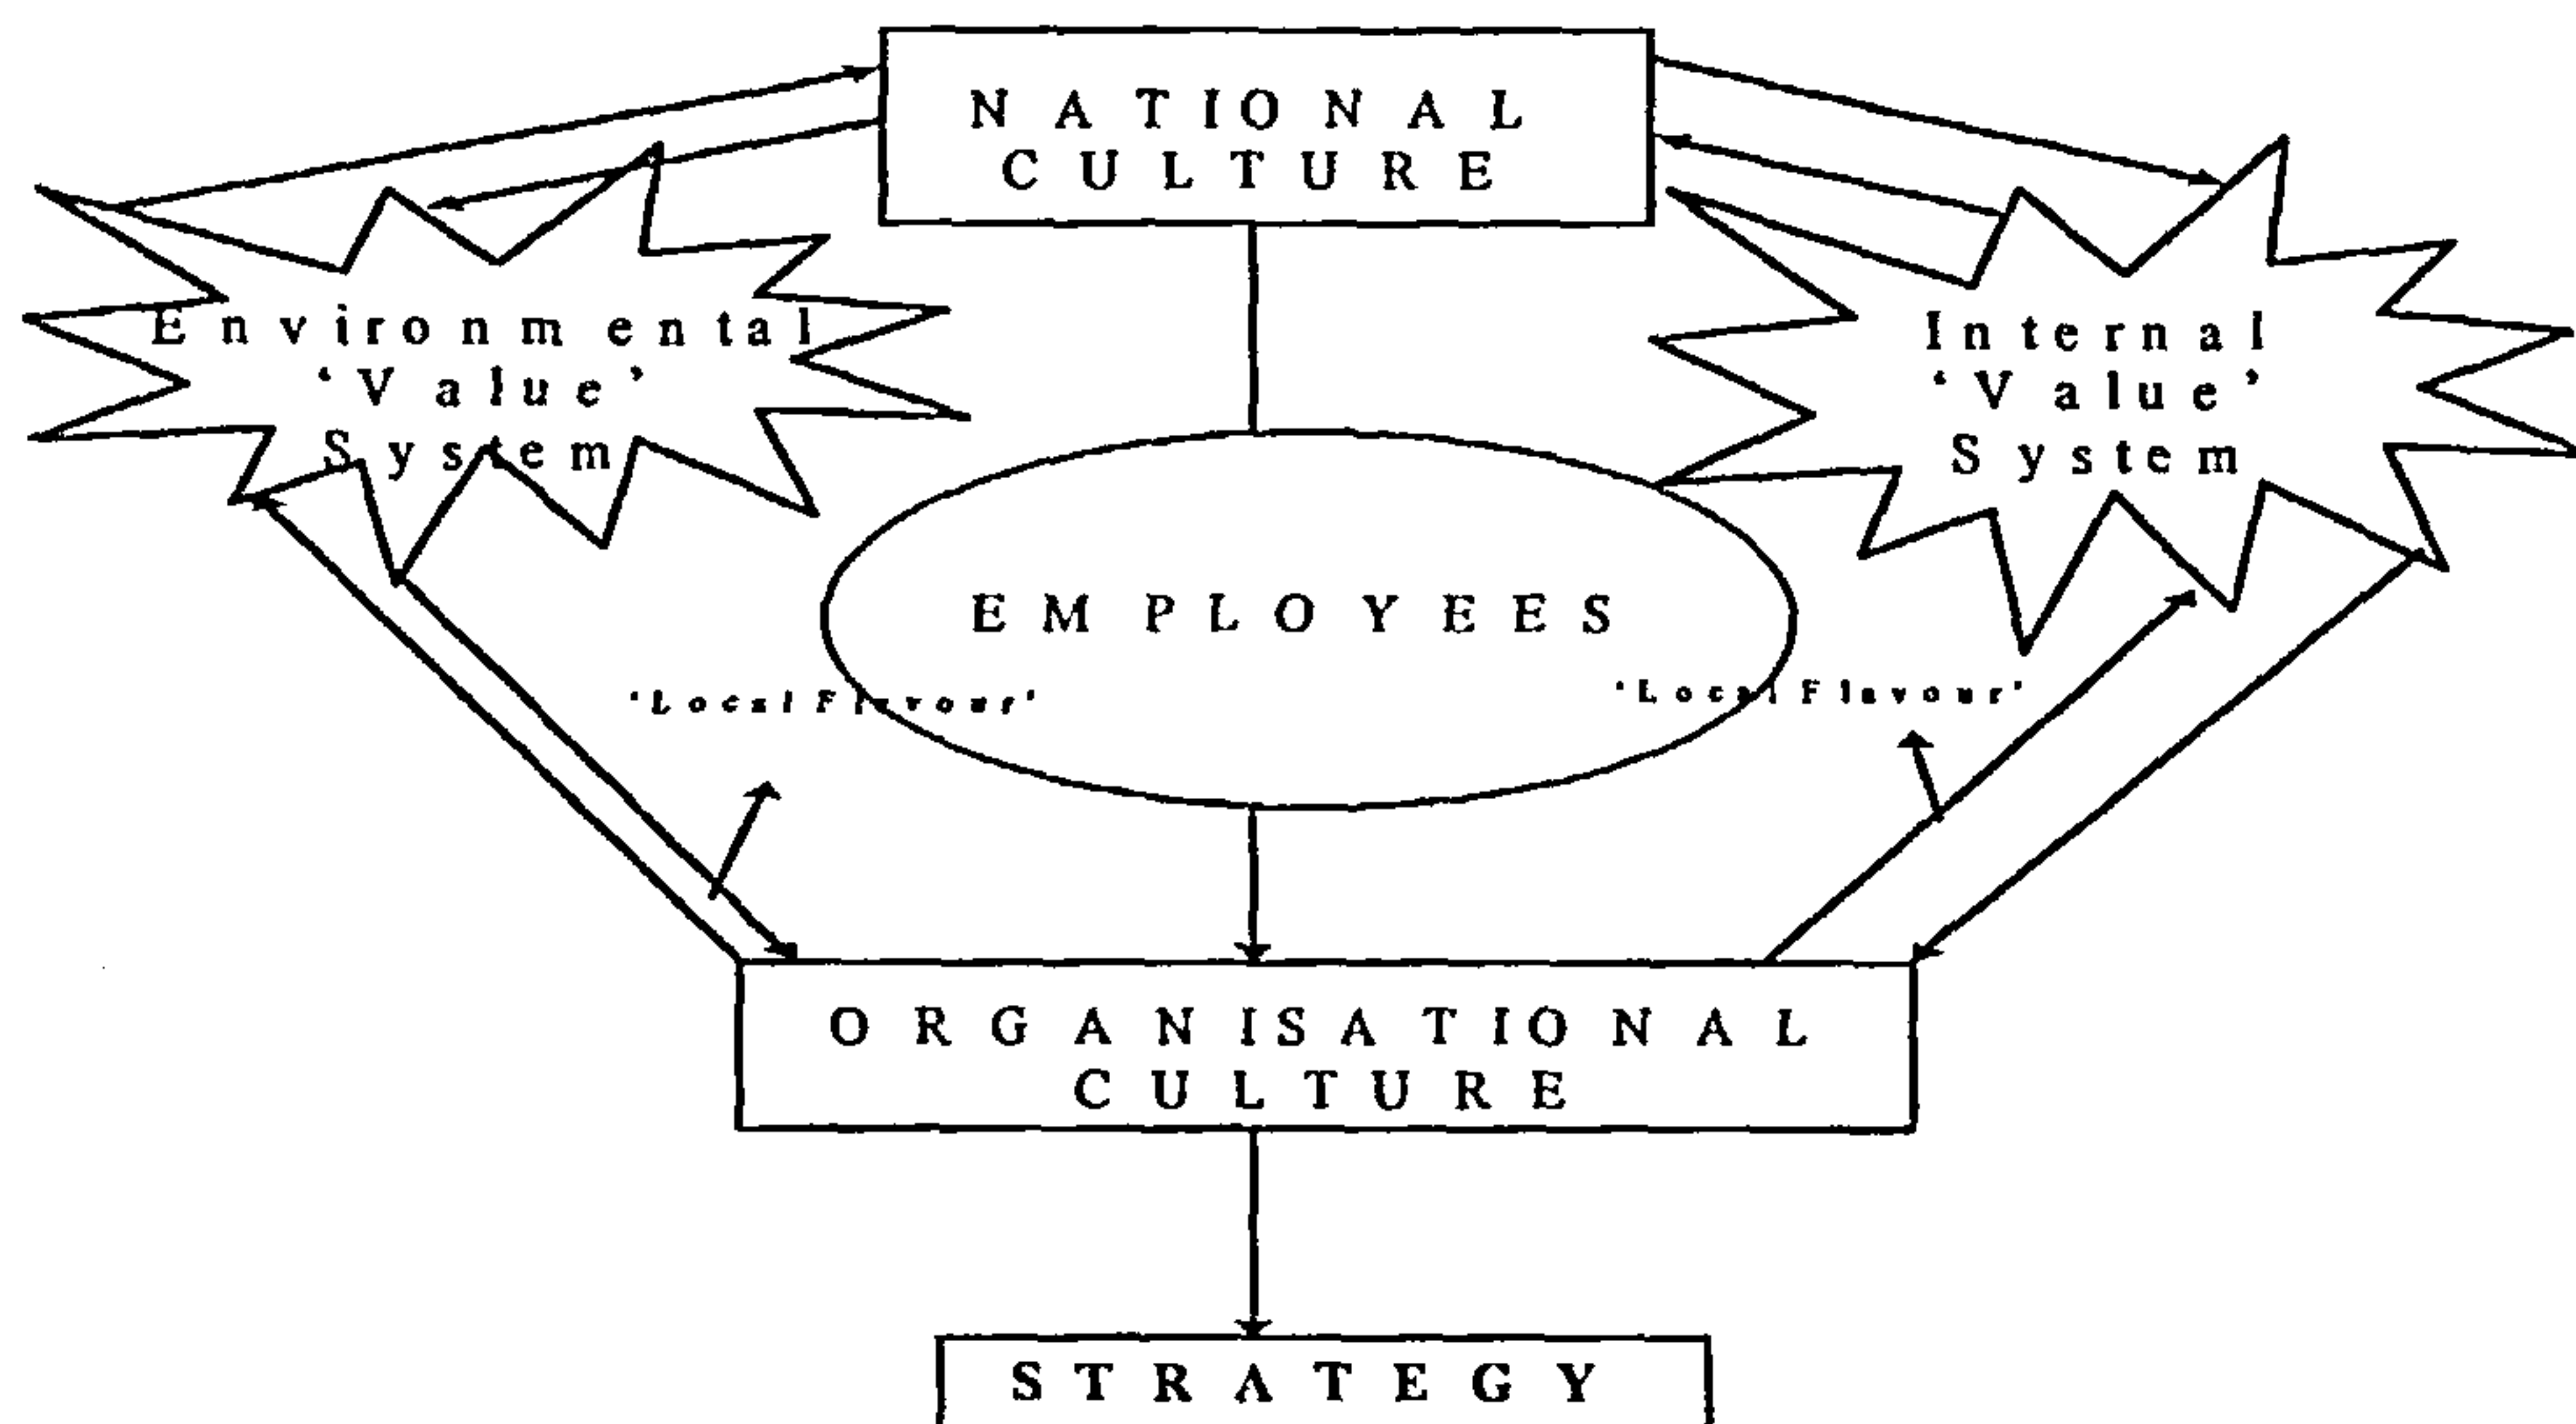 NATIONAL
CULTURE
Environmental
‘Value’
System
Internal
‘Value’
System
EMPLOYEES
‘Local Flavour’
‘Local Flavour’
ORGANISATIONAL
CULTURE
STRATEGY